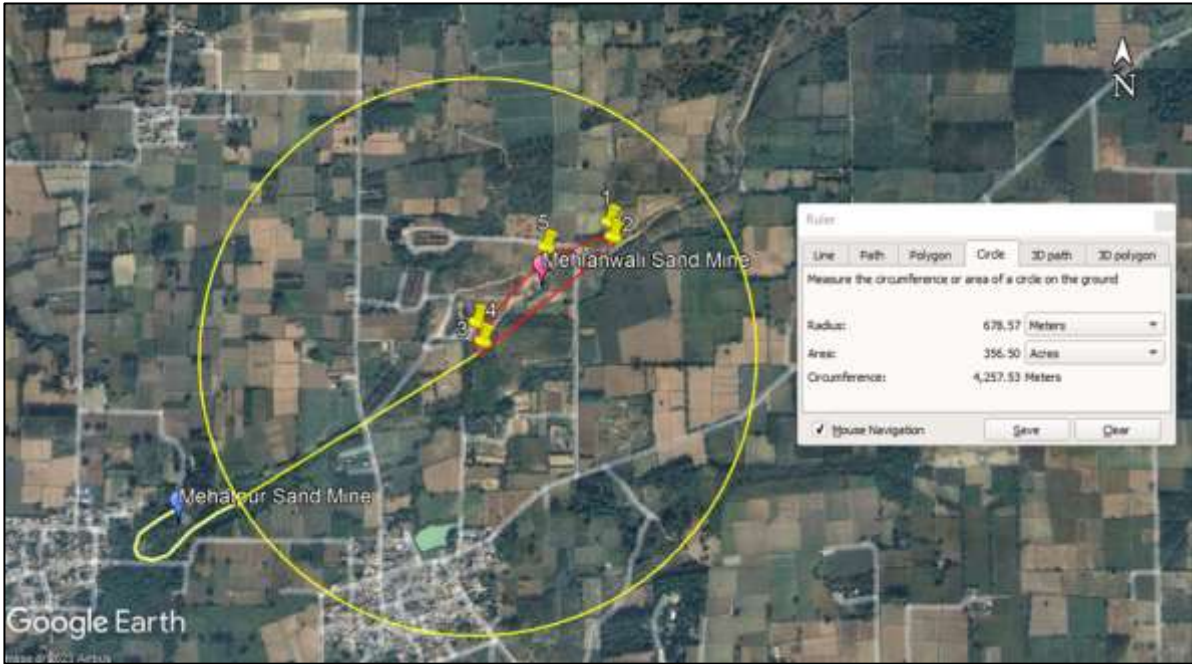 N
1
2
5
Mehlanwali Sand Mine
4
3
Mehatpur Sand Mine
Google Earth
Ruler
Line Path Polygon Circle 3D path 3D polygon
Measure the circumference or area of a circle on the ground
Radius: 678.57 Meters
Area: 356.50 Acres
Circumference: 4,257.53 Meters
Mouse Navigation Save Clear